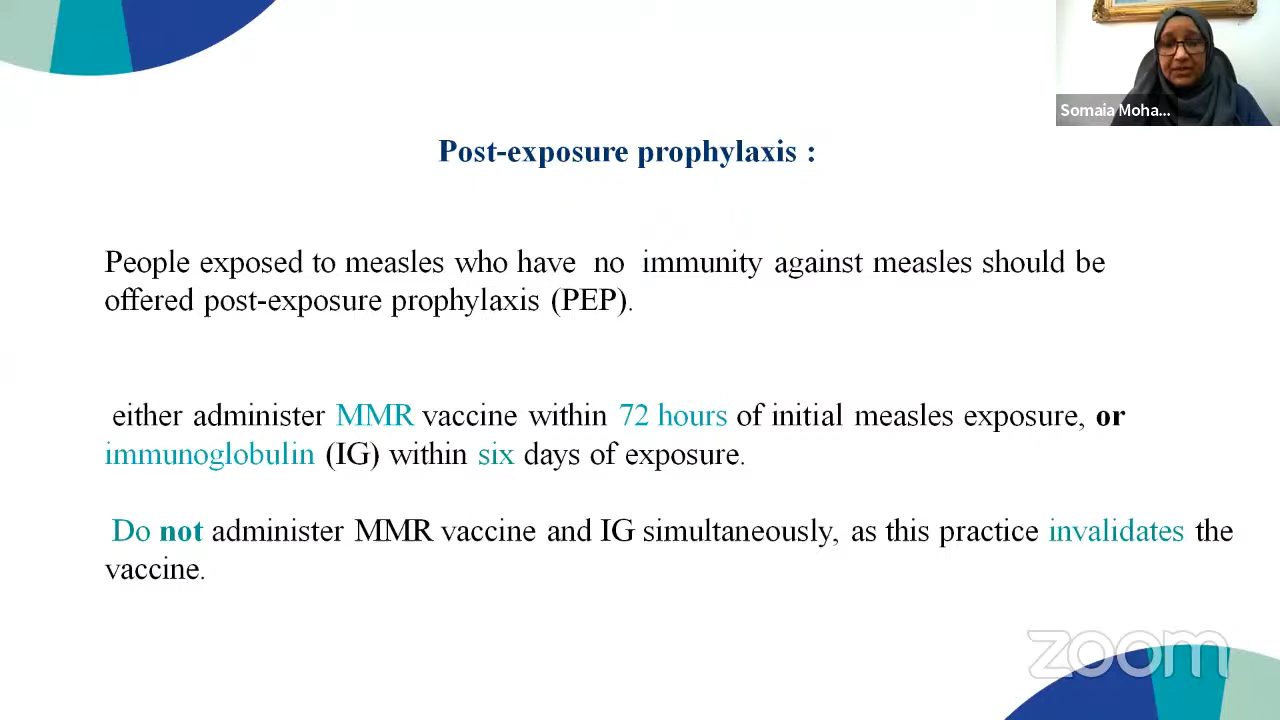 Somaia Moha...
Post-exposure prophylaxis :
People exposed to measles who have no immunity against measles should be
offered post-exposure prophylaxis (PEP).
either administer MMR vaccine within 72 hours of initial measles exposure, or
immunoglobulin (IG) within six days of exposure.
Do not administer MMR vaccine and IG simultaneously, as this practice invalidates the
vaccine.
zoom